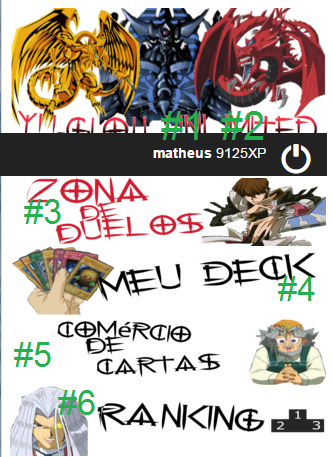 #1 #2
matheus 9125XP
ZONA
#3 DE
DUELOS
MEU DECK
#4
COMÉRCIO
DE
#5 CARTAS
#6 RANKING
1
2 3